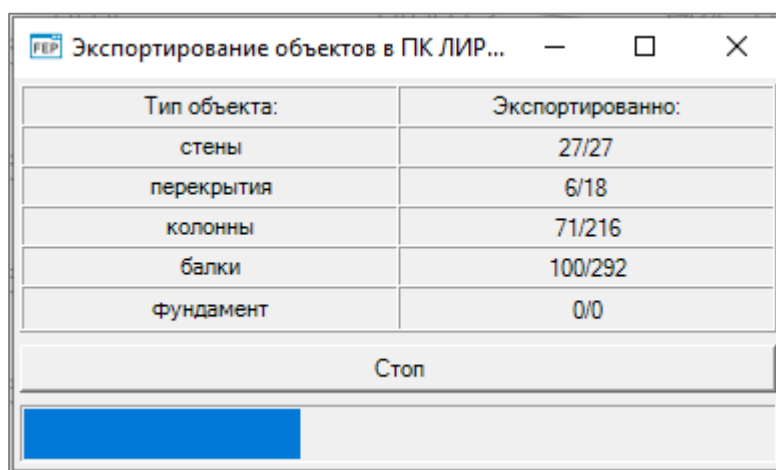 FEP Экспортирование объектов в ПК ЛИР...
Тип объекта: Экспортированно:
стены 27/27
перекрытия 6/18
колонны 71/216
балки 100/292
фундамент 0/0
Стоп